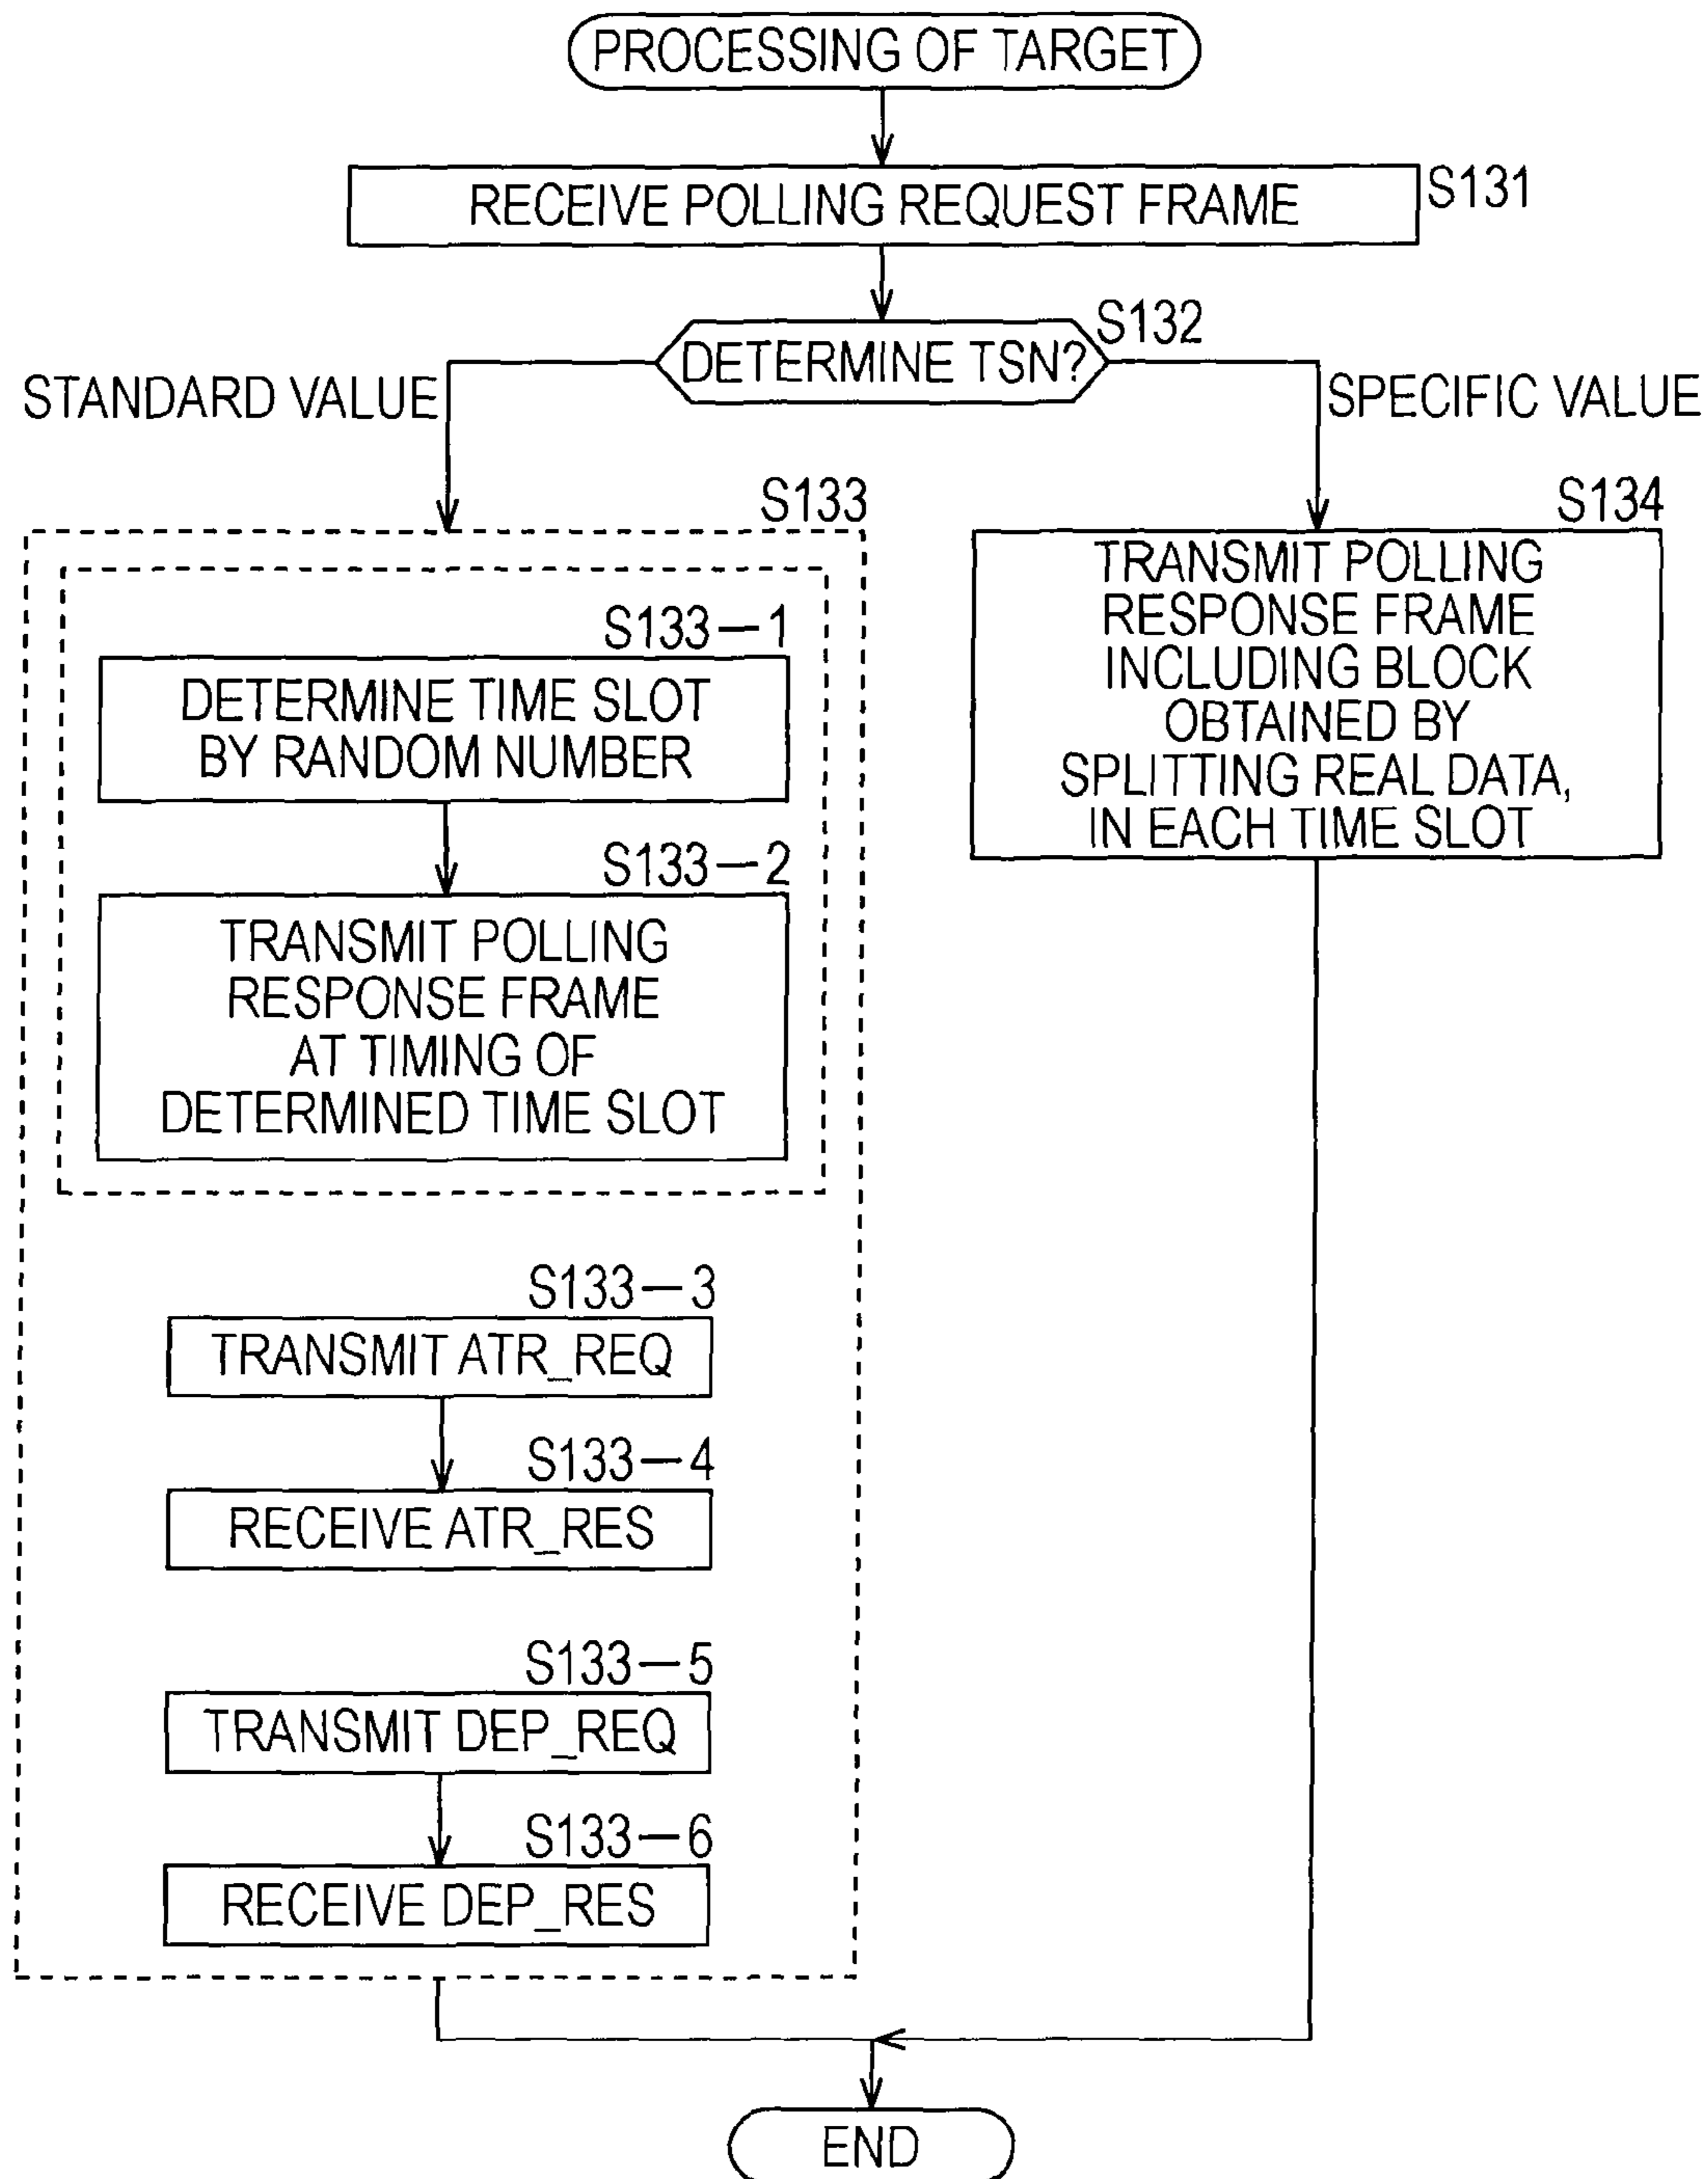 PROCESSING OF TARGET
RECEIVE POLLING REQUEST FRAME
S131
S132
DETERMINE TSN?
STANDARD VALUE
SPECIFIC VALUE
S133
S133-1
DETERMINE TIME SLOT
BY RANDOM NUMBER
S133-2
TRANSMIT POLLING
RESPONSE FRAME
AT TIMING OF
DETERMINED TIME SLOT
S133-3
TRANSMIT ATR_REQ
S133-4
RECEIVE ATR_RES
S133-5
TRANSMIT DEP_REQ
S133-6
RECEIVE DEP_RES
S134
TRANSMIT POLLING
RESPONSE FRAME
INCLUDING BLOCK
OBTAINED BY
SPLITTING REAL DATA,
IN EACH TIME SLOT
END